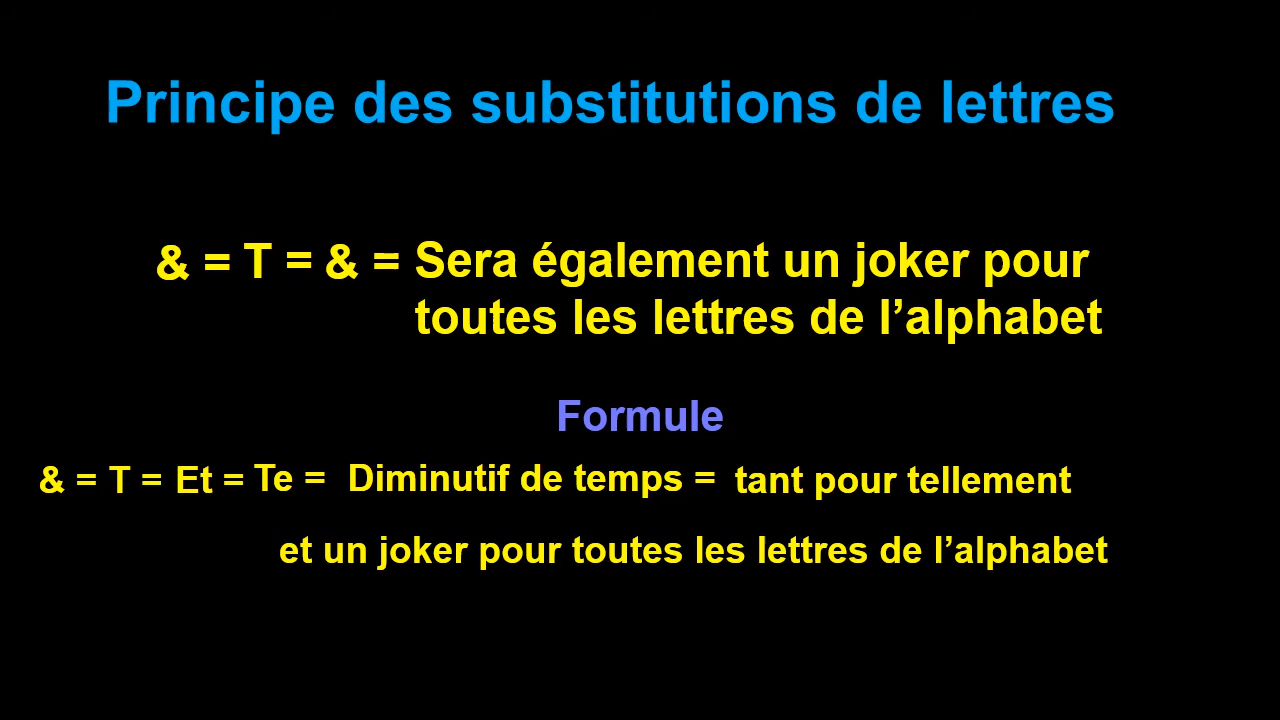 Principe des substitutions de lettres
& = T = & = Sera également un joker pour
toutes les lettres de l’alphabet
Formule
& = T = Et = Te = Diminutif de temps = tant pour tellement
et un joker pour toutes les lettres de l’alphabet